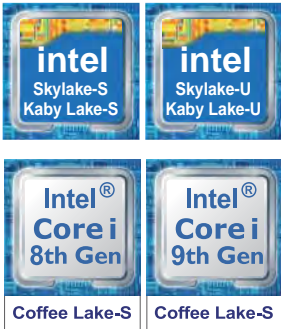 intel
Skylake-S
Kaby Lake-S
intel
Skylake-U
Kaby Lake-U
Intel®
Core i
8th Gen
Coffee Lake-S
Intel®
Core i
9th Gen
Coffee Lake-S